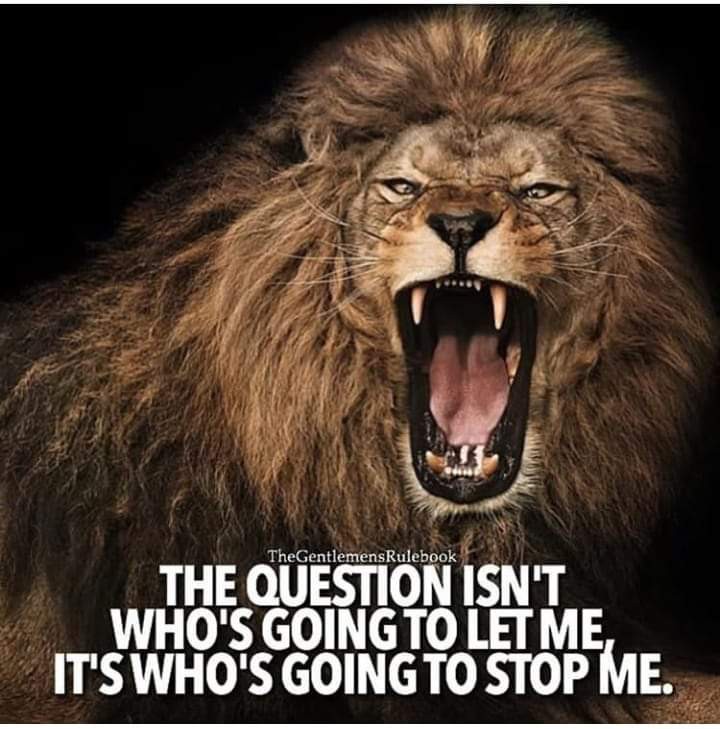 TheGentlemensRulebook
THE QUESTION ISN'T
WHO'S GOING TO LET ME,
IT'S WHO'S GOING TO STOP ME.